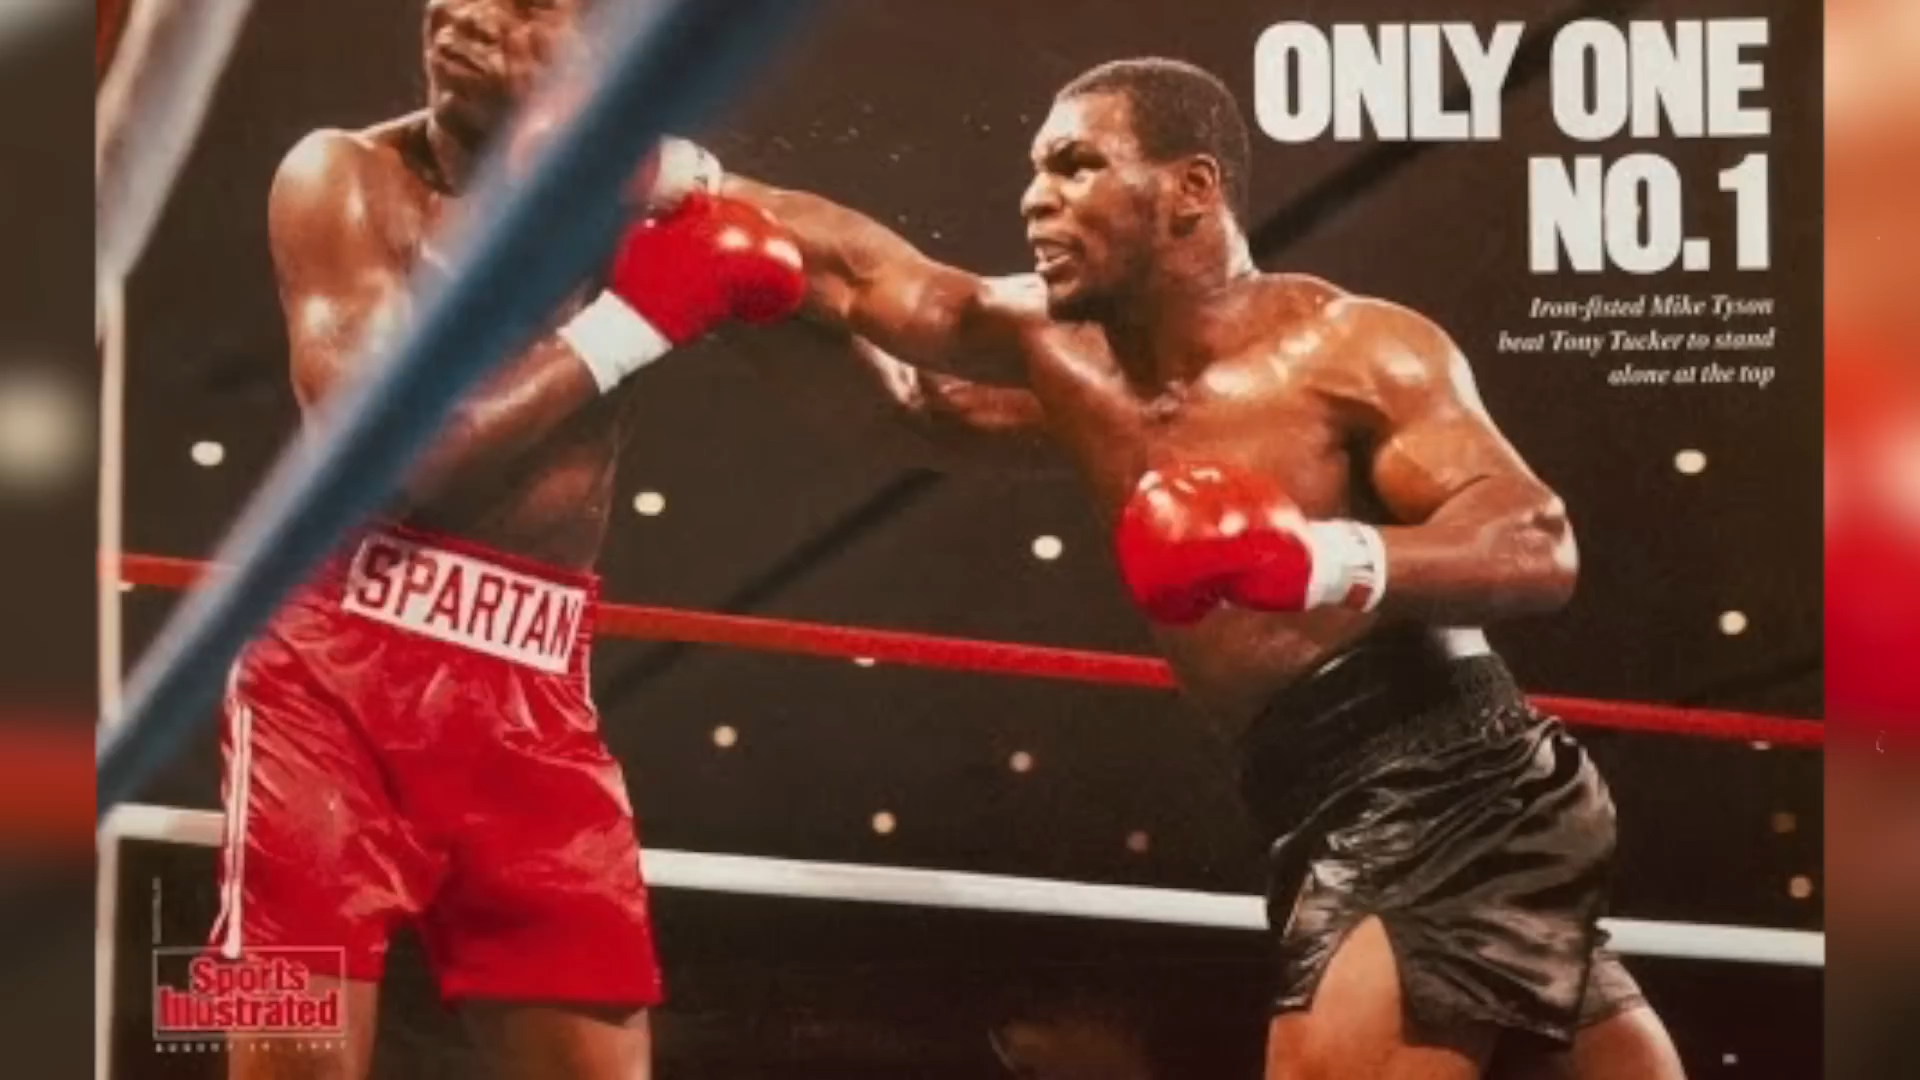 ONLY ONE
NO.1
Iron-fisted Mike Tyson
beat Tony Tucker to stand
alone at the top
SPARTAN
Sports
Illustrated